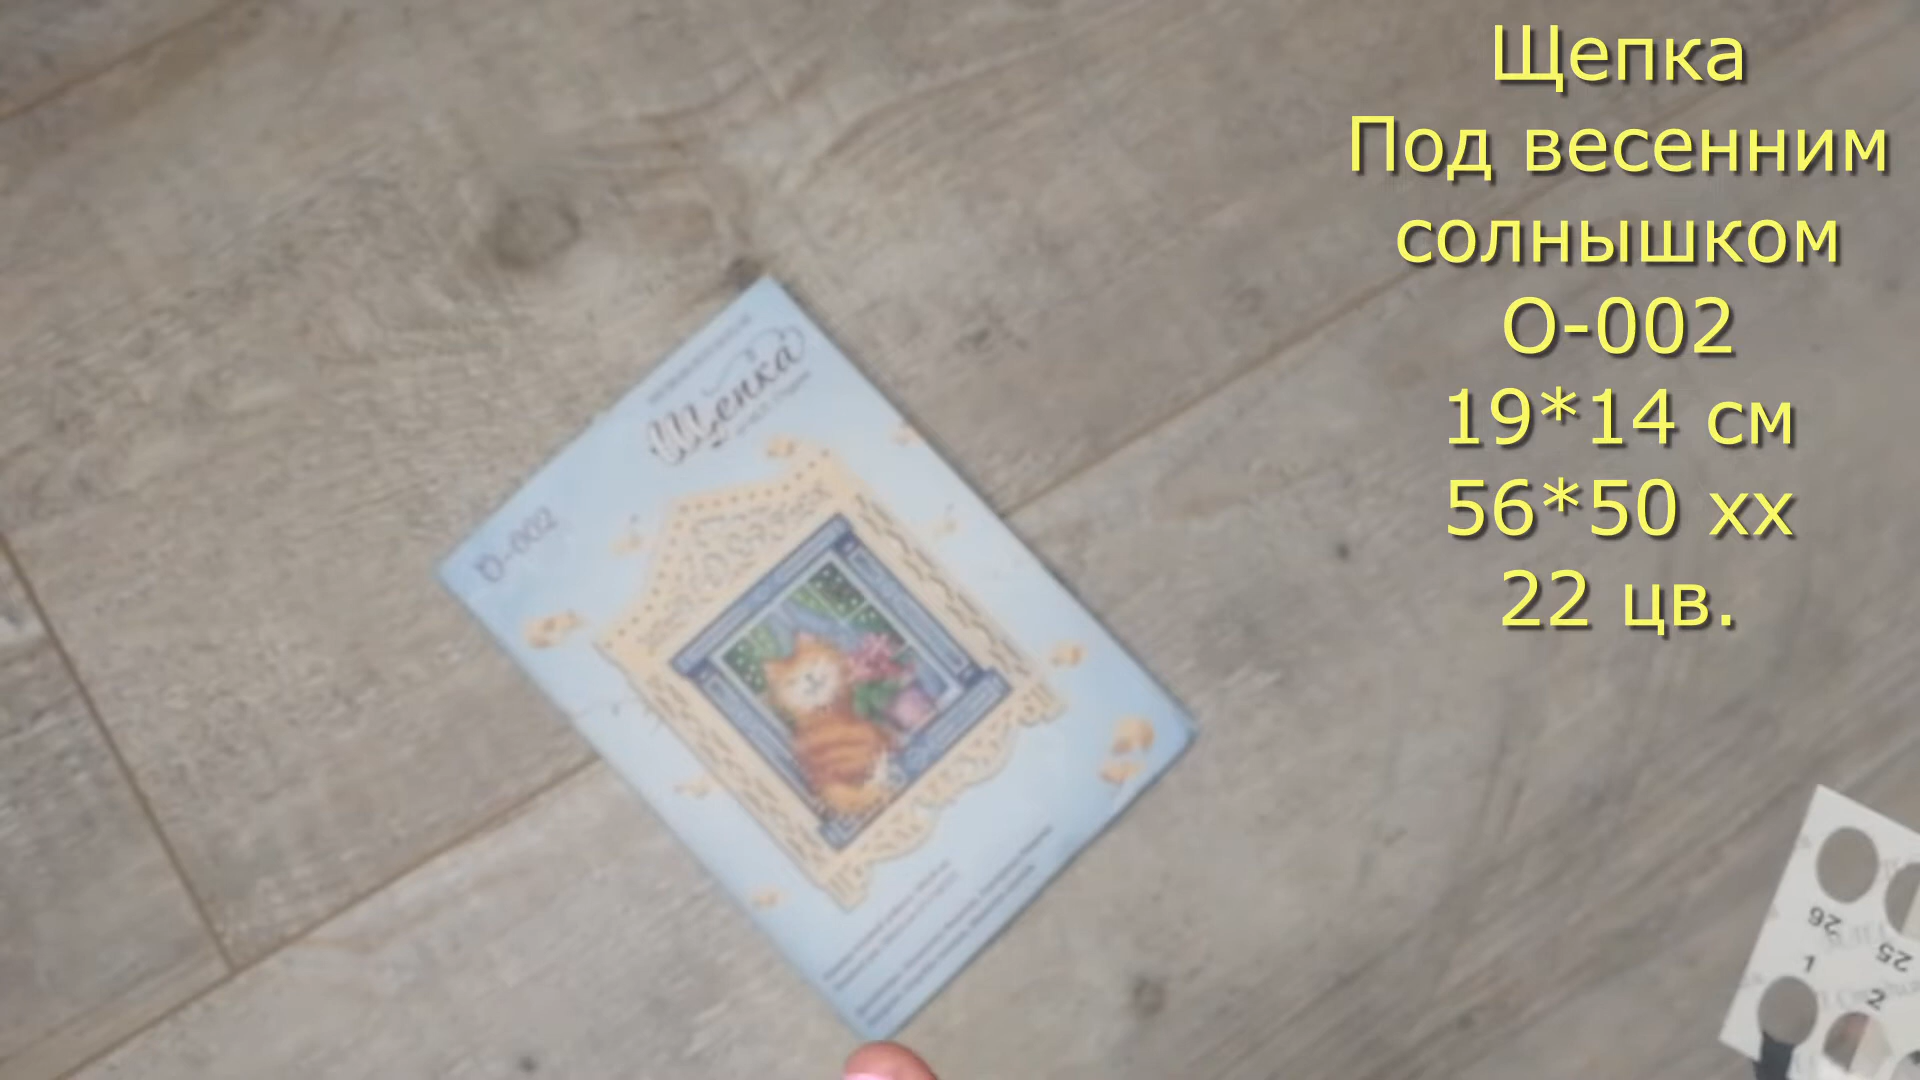 Щепка
Под весенним
солнышком
О-002
19*14 см
56*50 хх
22 цв.
Щепка
О-002
26
25
1
2